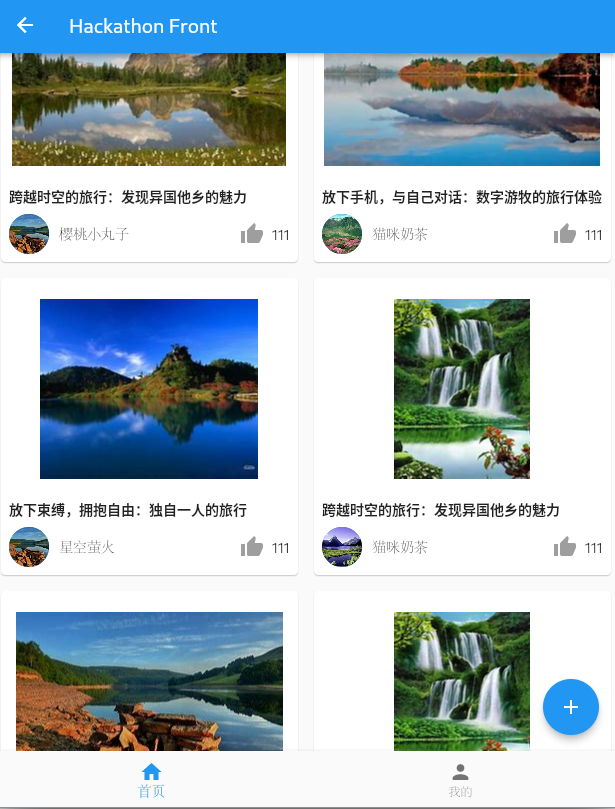 Hackathon Front
跨越时空的旅行：发现异国他乡的魅力
樱桃小丸子
111
放下手机，与自己对话：数字游牧的旅行体验
猫咪奶茶
111
放下束缚，拥抱自由：独自一人的旅行
星空萤火
111
跨越时空的旅行：发现异国他乡的魅力
猫咪奶茶
111
首页
我的